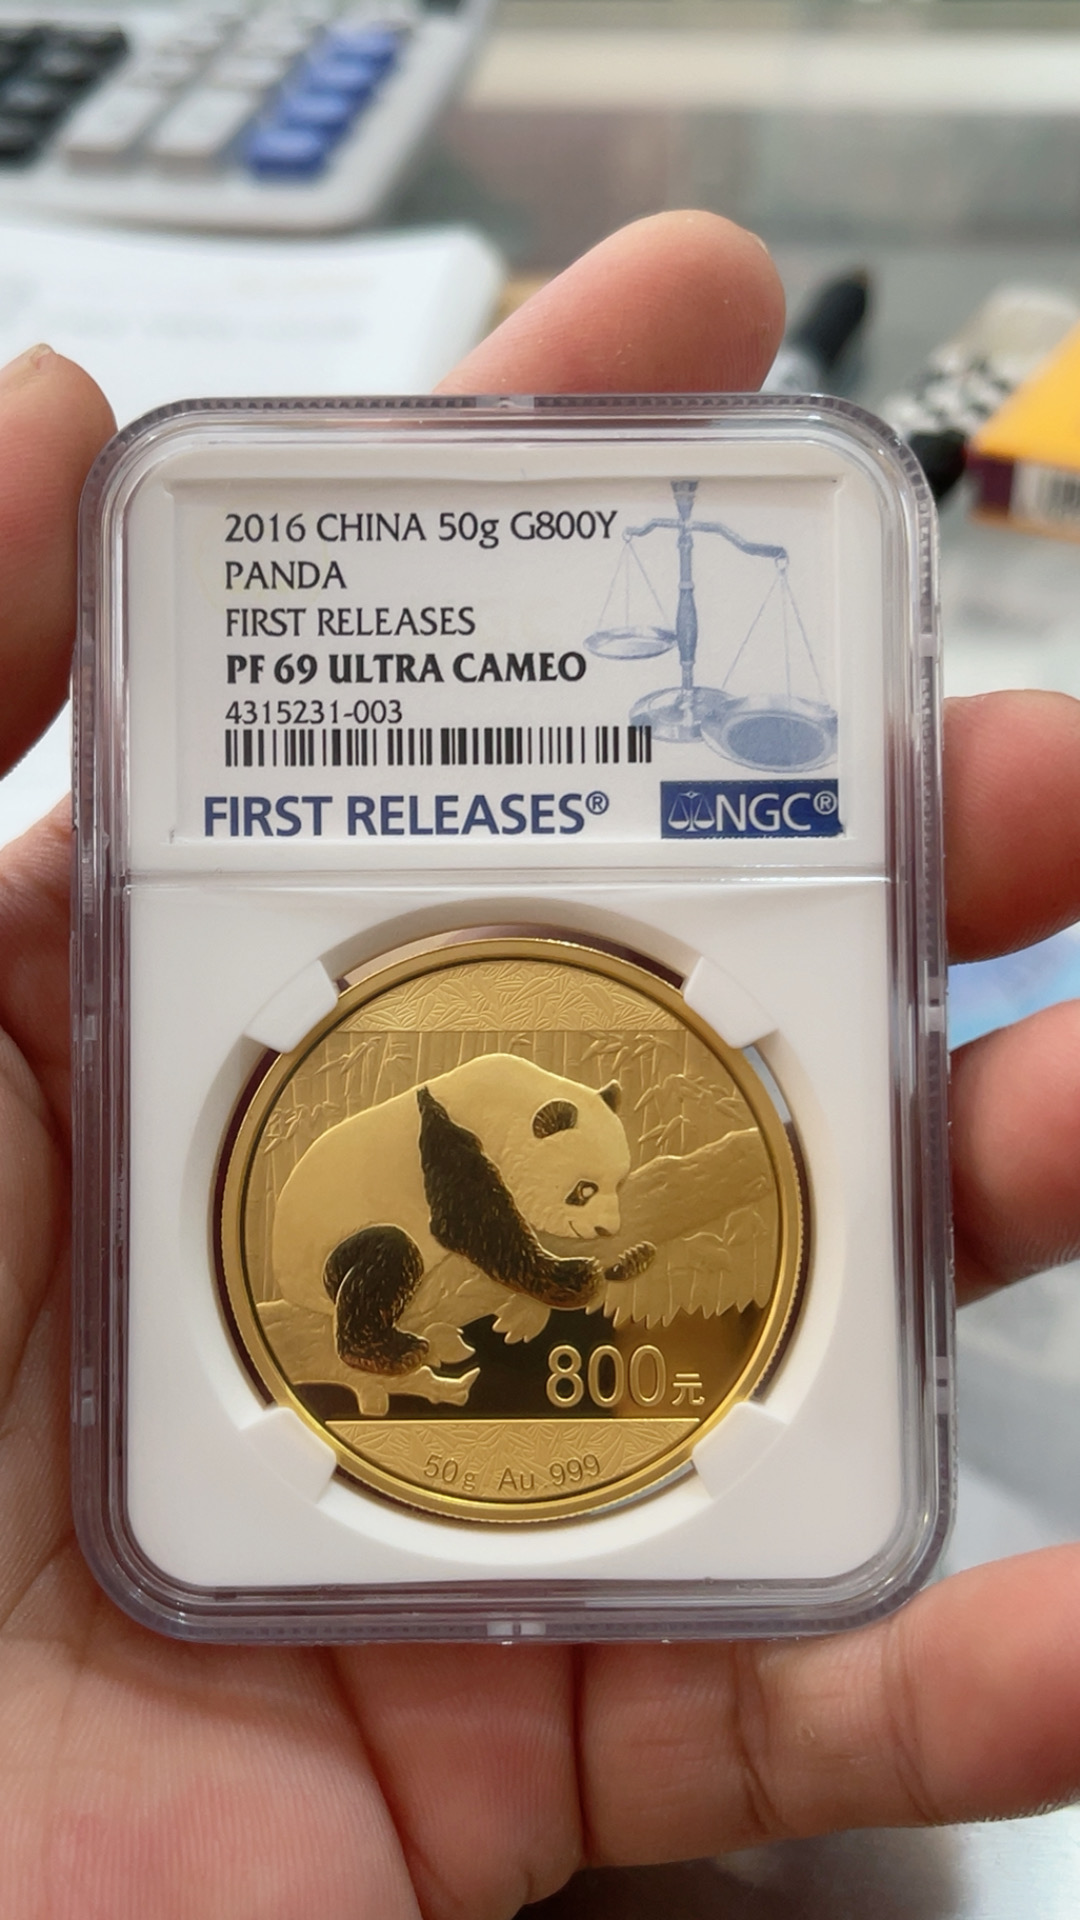 2016 CHINA 50g G800Y
PANDA
FIRST RELEASES
PF 69 ULTRA CAMEO
4315231-003
FIRST RELEASES®
NGC®
800元
50g Au .999